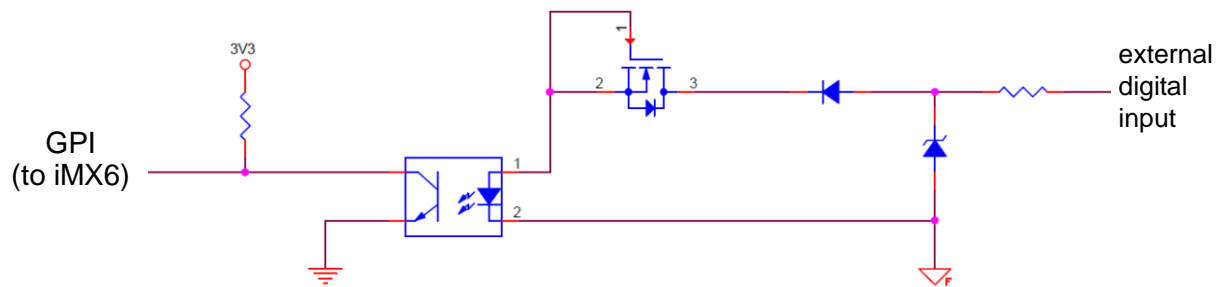 1
3V3
2
3
external
digital
input
GPI
(to iMX6)
1
2
F